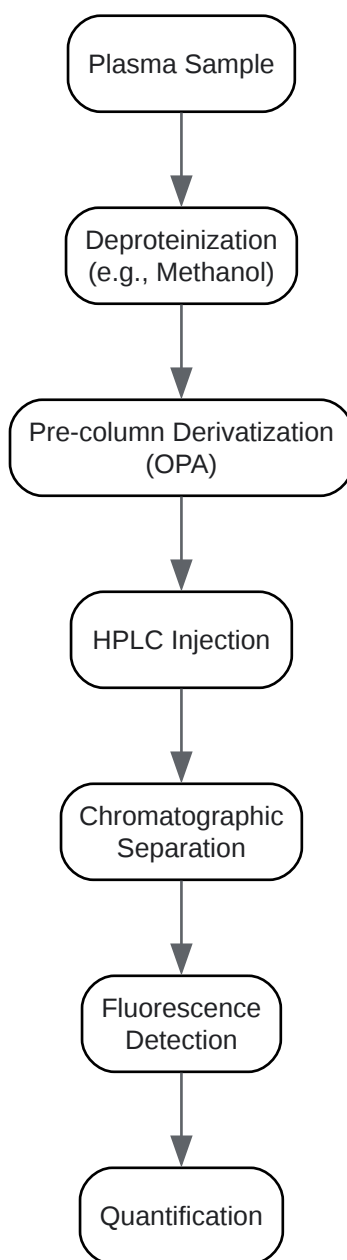 Plasma Sample
Deproteinization
(e.g., Methanol)
Pre-column Derivatization
(OPA)
HPLC Injection
Chromatographic
Separation
Fluorescence
Detection
Quantification